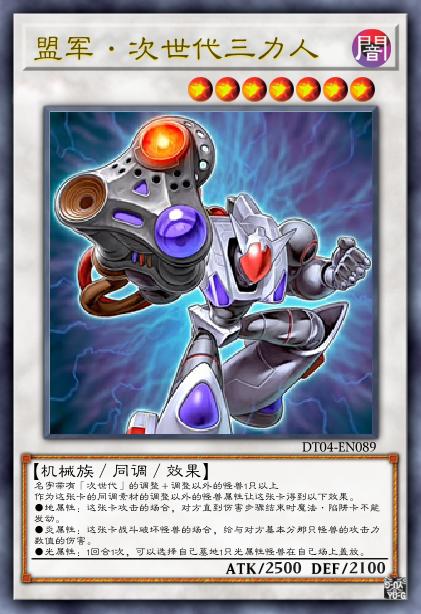 盟军·次世代三力人
闇
DT04-EN089
【机械族/同调/效果】
名字带有「次世代」的调整+调整以外的怪兽1只以上
作为这张卡的同调素材的调整以外的怪兽属性让这张卡得到以下效果。
●地属性:这张卡攻击的场合,对方直到伤害步骤结束时魔法·陷阱卡不能
发动。
●炎属性:这张卡战斗破坏怪兽的场合,给与对方基本分那只怪兽的攻击力
数值的伤害。
●光属性:1回合1次,可以选择自己墓地1只光属性怪兽在自己场上盖放。
ATK/2500 DEF/2100